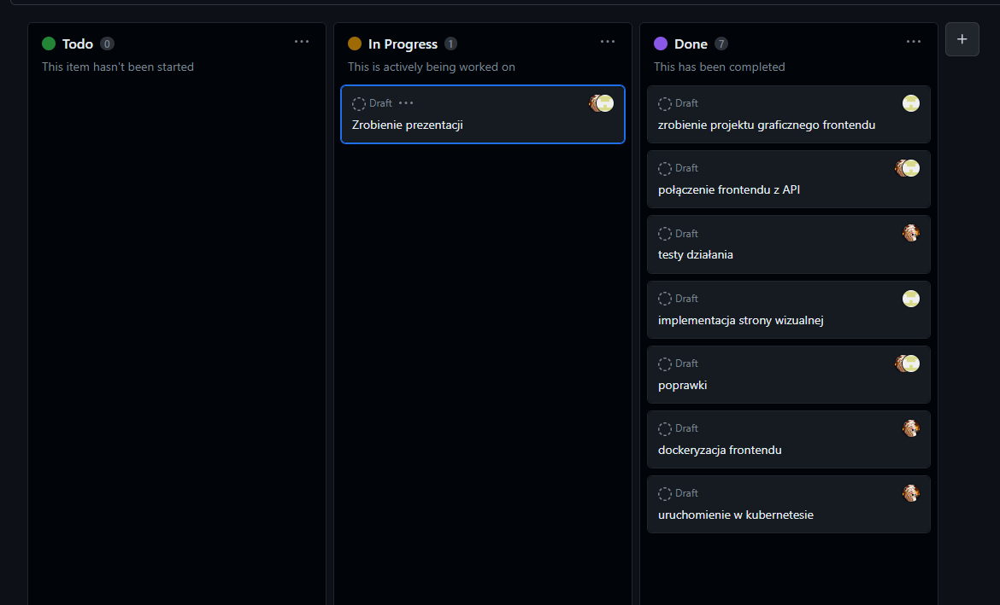 Todo 0
This item hasn't been started
In Progress 1
This is actively being worked on
Draft
Zrobienie prezentacji
Done 7
This has been completed
Draft
zrobienie projektu graficznego frontendu
Draft
połączenie frontendu z API
Draft
testy działania
Draft
implementacja strony wizualnej
Draft
poprawki
Draft
dockeryzacja frontendu
Draft
uruchomienie w kubernetesie